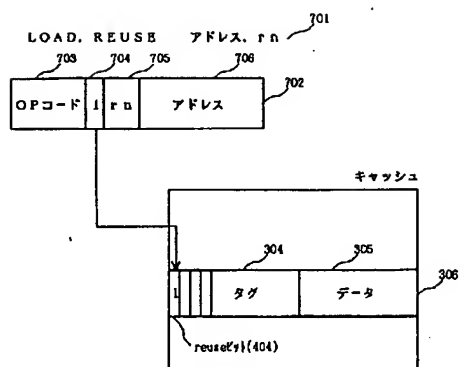 LOAD, REUSE アドレス, rn 701
703 704 705 706
OPコード 1 rn アドレス 702
キャッシュ
304 305
1 タグ データ 306
reuseビット(404)